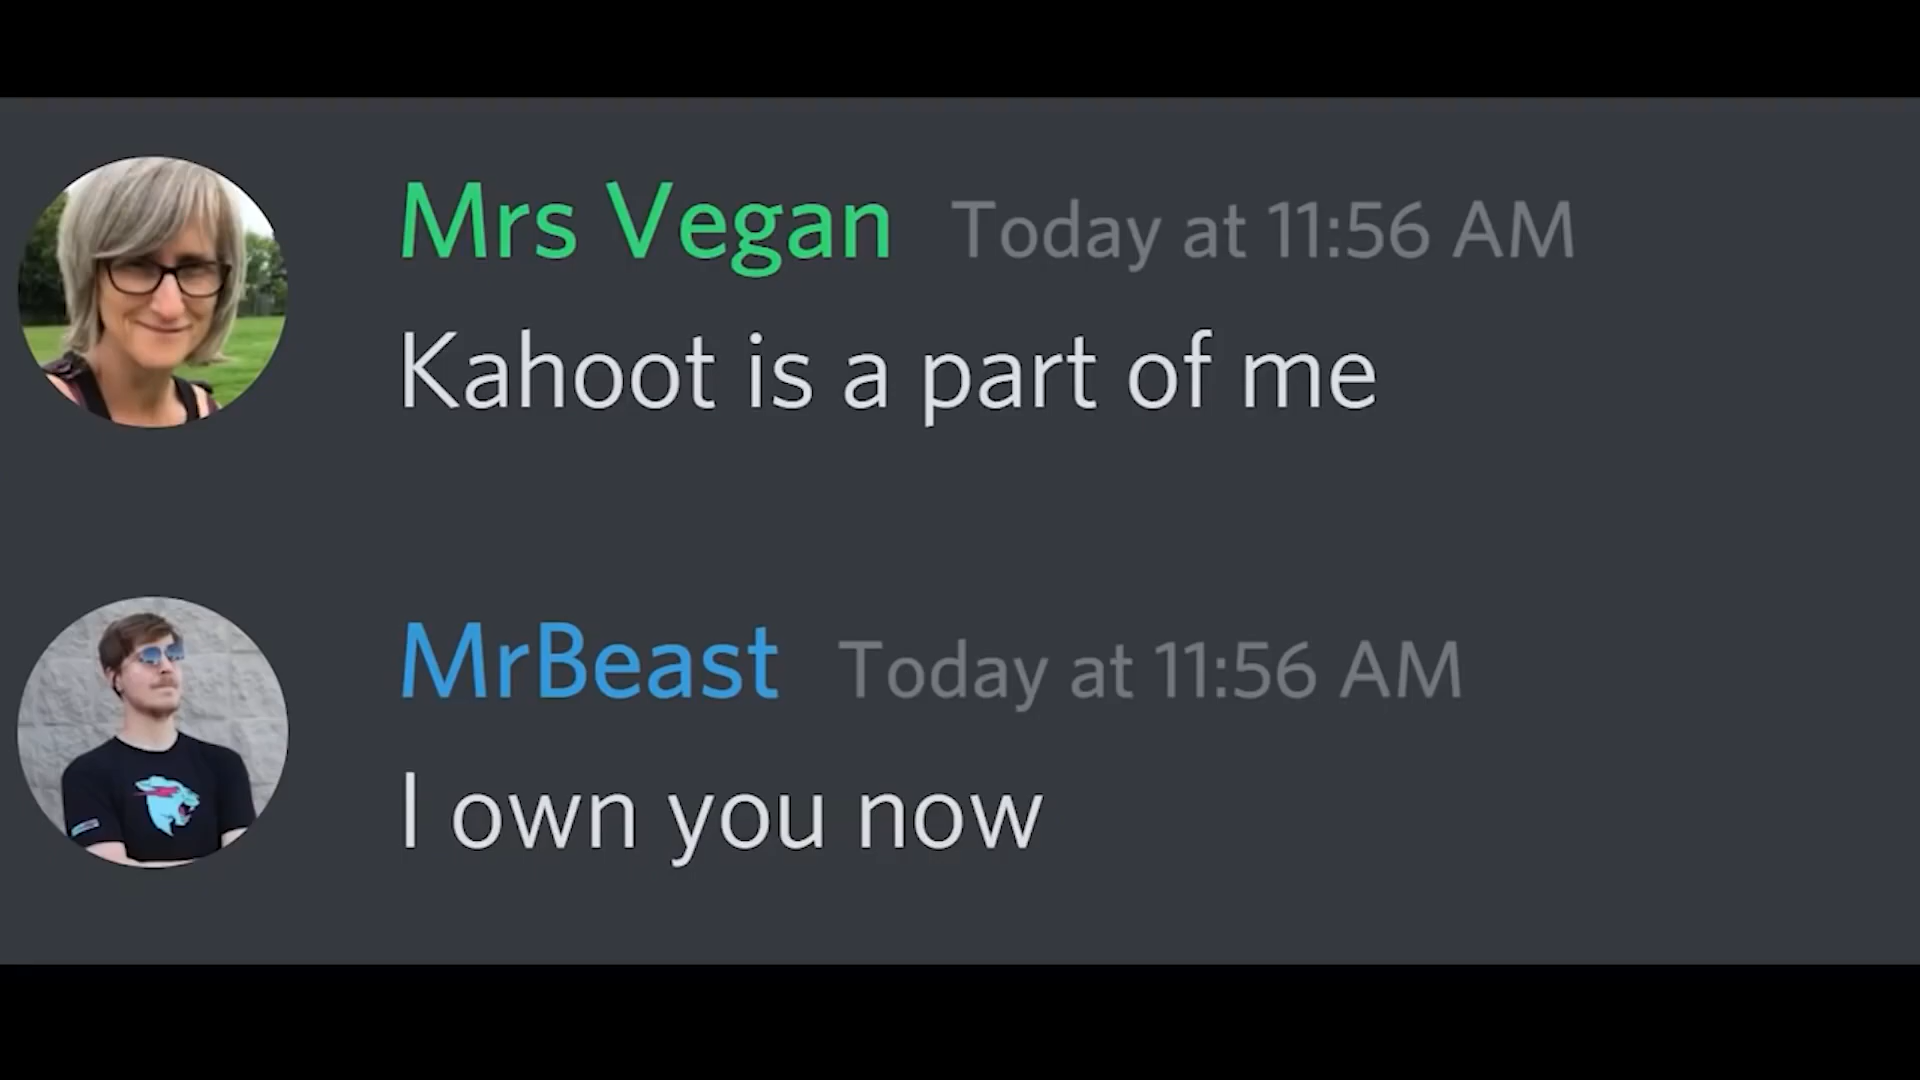 Mrs Vegan Today at 11:56 AM
Kahoot is a part of me
MrBeast Today at 11:56 AM
I own you now